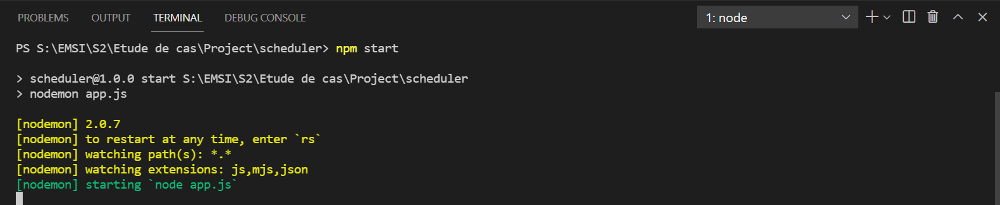 PROBLEMS OUTPUT TERMINAL DEBUG CONSOLE 1: node
PS S:\EMSI\S2\Etude de cas\Project\scheduler> npm start
> scheduler@1.0.0 start S:\EMSI\S2\Etude de cas\Project\scheduler
> nodemon app.js
[nodemon] 2.0.7
[nodemon] to restart at any time, enter `rs`
[nodemon] watching path(s): *.*
[nodemon] watching extensions: js,mjs,json
[nodemon] starting `node app.js`